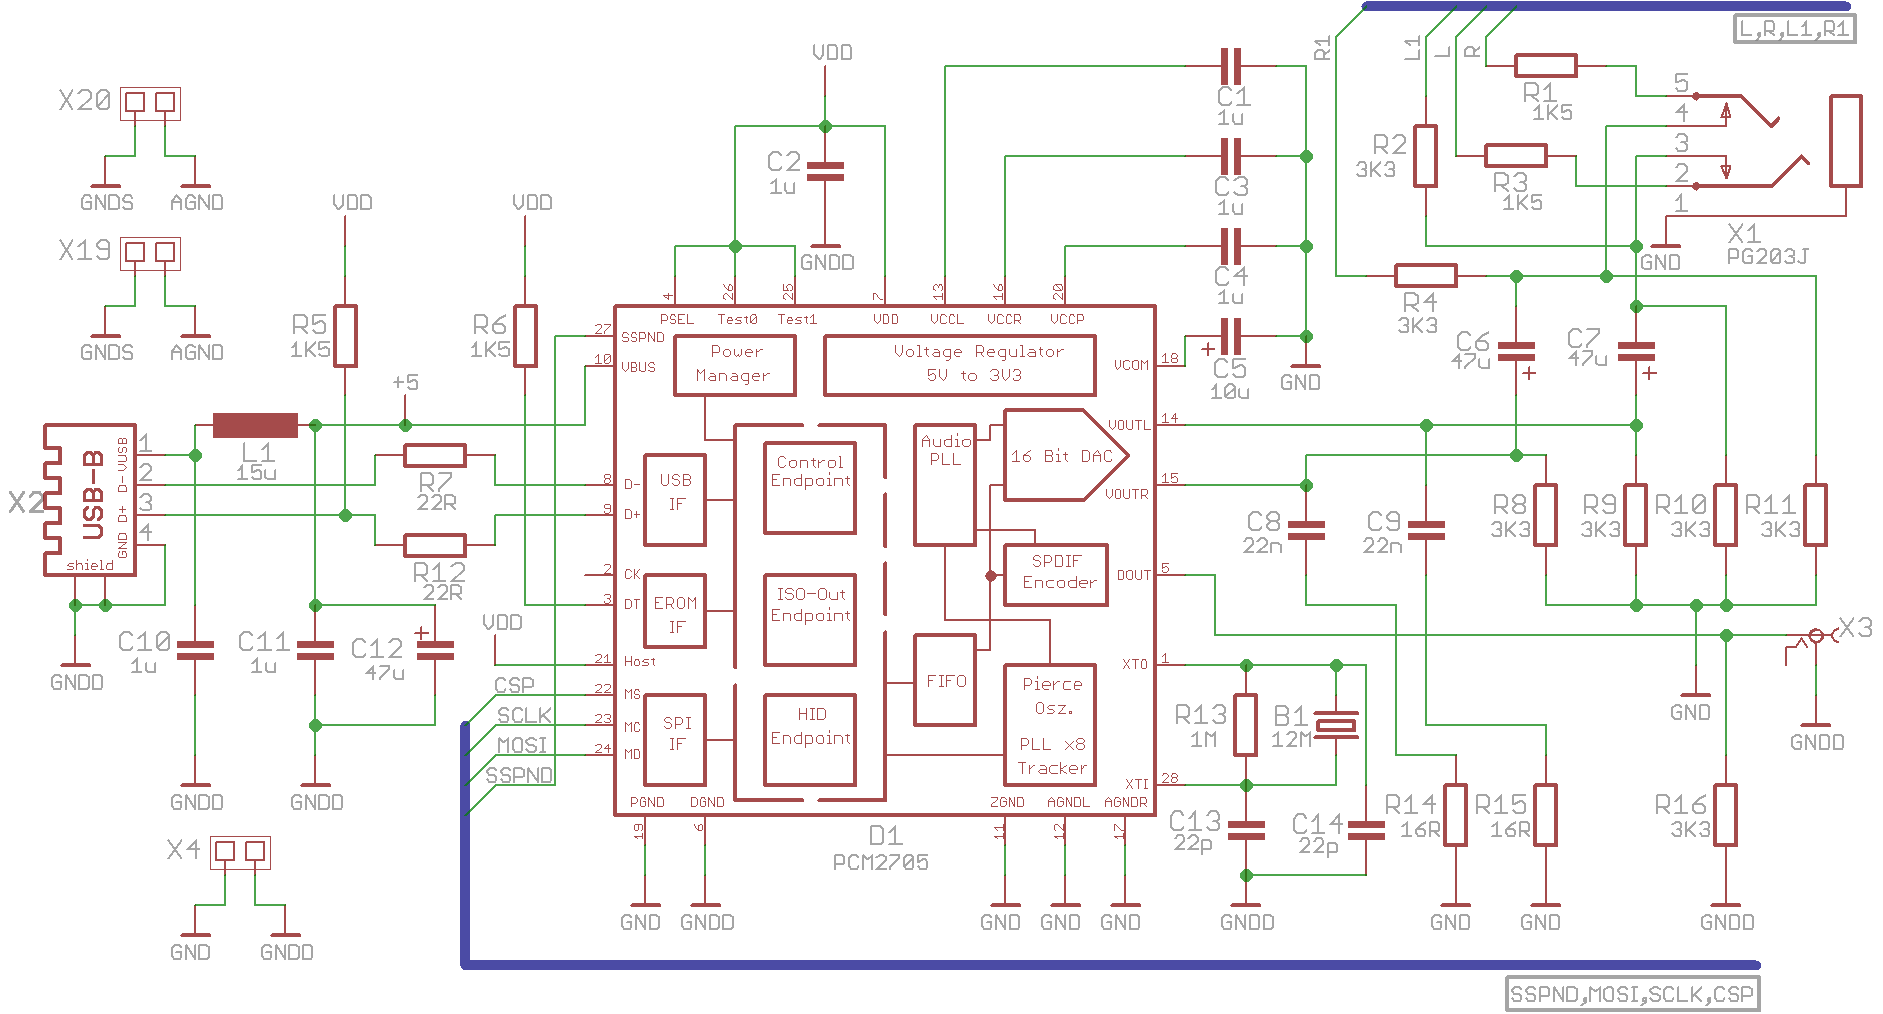 L,R,L1,R1
R1
L1
L
R
VDD
X20
GNDS
AGND
X19
GNDS
AGND
VDD
VDD
R5
1K5
R6
1K5
C2
1u
GNDD
C1
1u
C3
1u
C4
1u
C5
10u
+
GND
R1
1K5
R2
3K3
R3
1K5
R4
3K3
5
4
3
2
1
X1
PG203J
GND
C6
47u
+
C7
47u
+
4
26
25
7
13
16
20
PSEL
Test0
Test1
VDD
VCCL
VCCR
VCCP
27
SSPND
10
VBUS
Power
Manager
Voltage Regulator
5V to 3V3
VCOM
18
+5
X2
USB-B
VUSB
D-
D+
GND
shield
1
2
3
4
L1
15u
R7
22R
R12
22R
8
D-
9
D+
USB
IF
Control
Endpoint
Audio
PLL
16 Bit DAC
VOUTL
14
VOUTR
15
2
CK
3
DT
EROM
IF
ISO-Out
Endpoint
SPDIF
Encoder
DOUT
5
C8
22n
C9
22n
R8
3K3
R9
3K3
R10
3K3
R11
3K3
GNDD
C10
1u
C11
1u
C12
47u
+
VDD
21
Host
CSP
22
MS
SCLK
23
MC
MOSI
24
MD
SSPND
SPI
IF
HID
Endpoint
FIFO
Pierce
Osz.
PLL x8
Tracker
XTO
1
XTI
28
R13
1M
B1
12M
GND
X3
GNDD
GNDD
GNDD
PGND
DGND
ZGND
AGNDL
AGNDR
19
6
11
12
17
D1
PCM2705
C13
22p
C14
22p
R14
16R
R15
16R
R16
3K3
X4
GND
GNDD
GND
GNDD
GND
GND
GND
GNDD
GND
GND
GNDD
SSPND,MOSI,SCLK,CSP